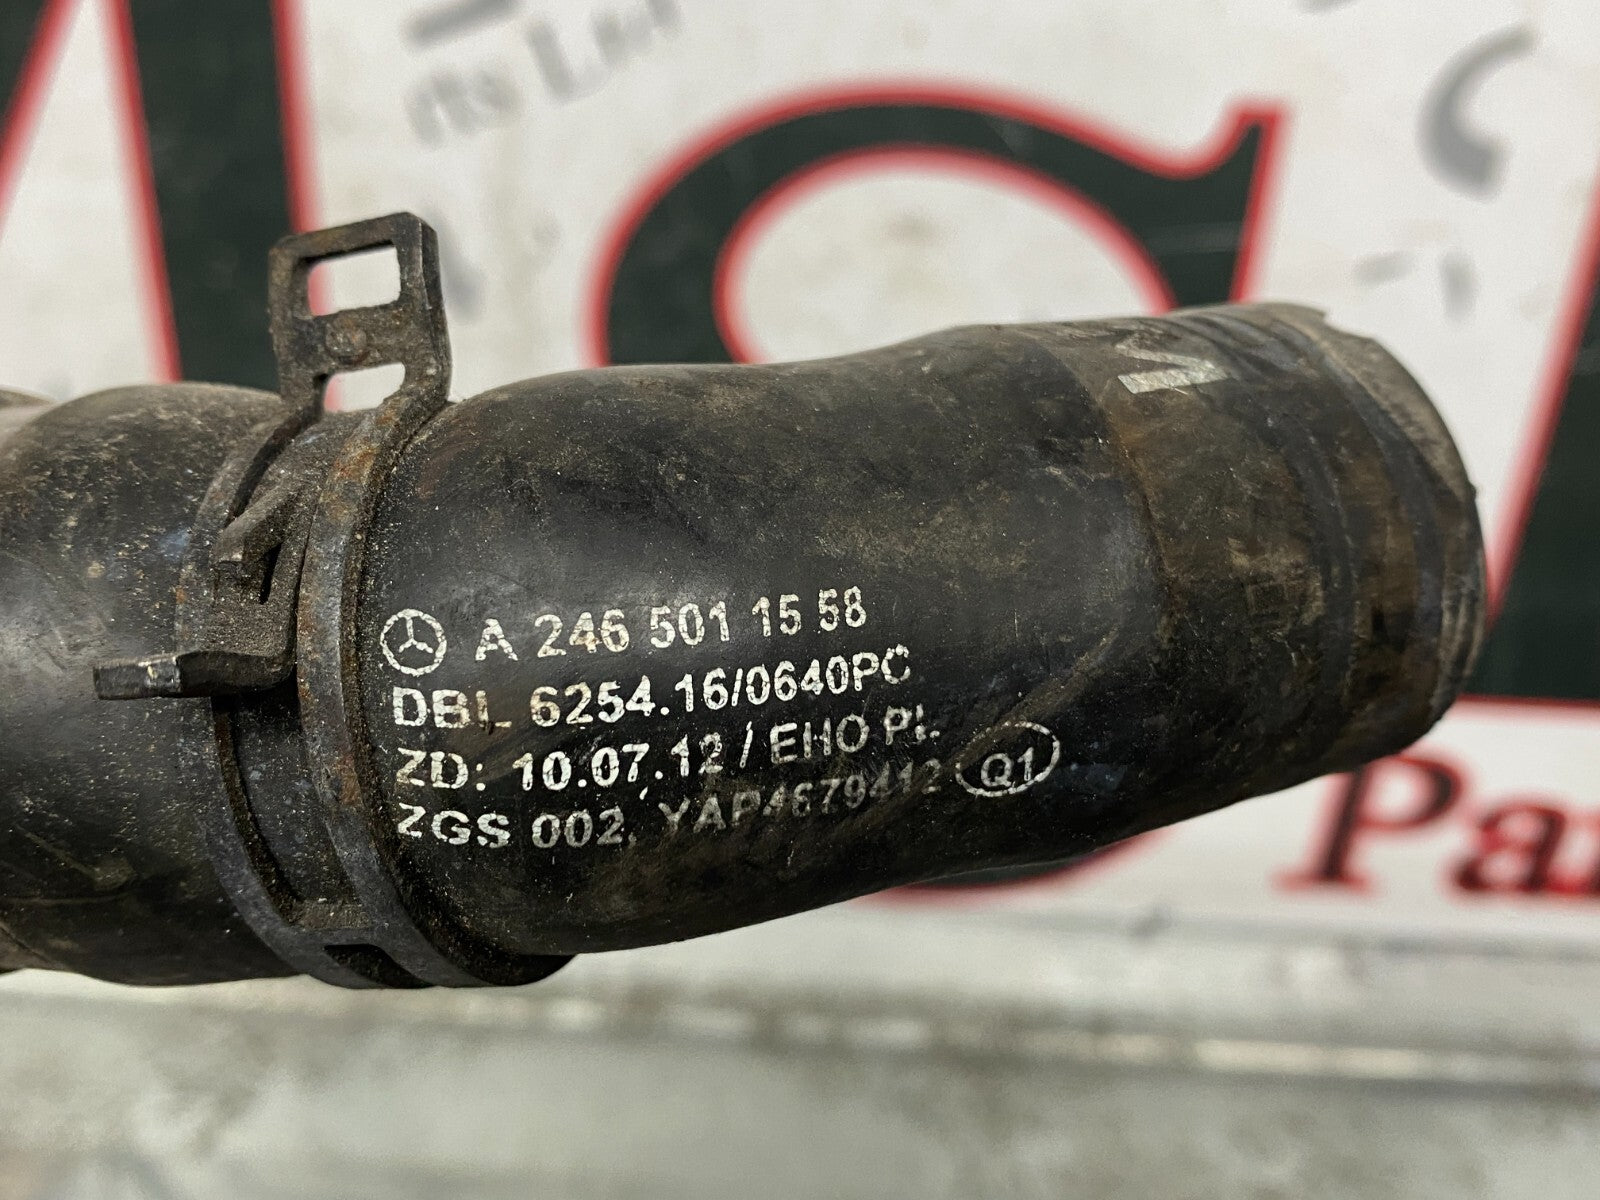 A 246 501 15 58
DBL 6254.16/0640PC
ZD: 10.07.12 / EHO PL
ZGS 002, YAP4679412 Q1